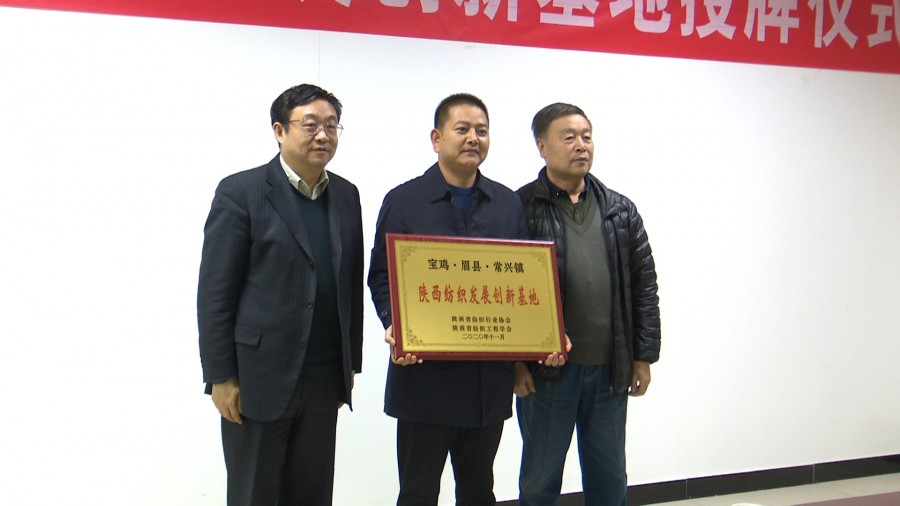 创新基地授牌仪式
宝鸡·眉县·常兴镇
陕西纺织发展创新基地
陕西省纺织行业协会
陕西省纺织工程学会
二〇二〇年十一月